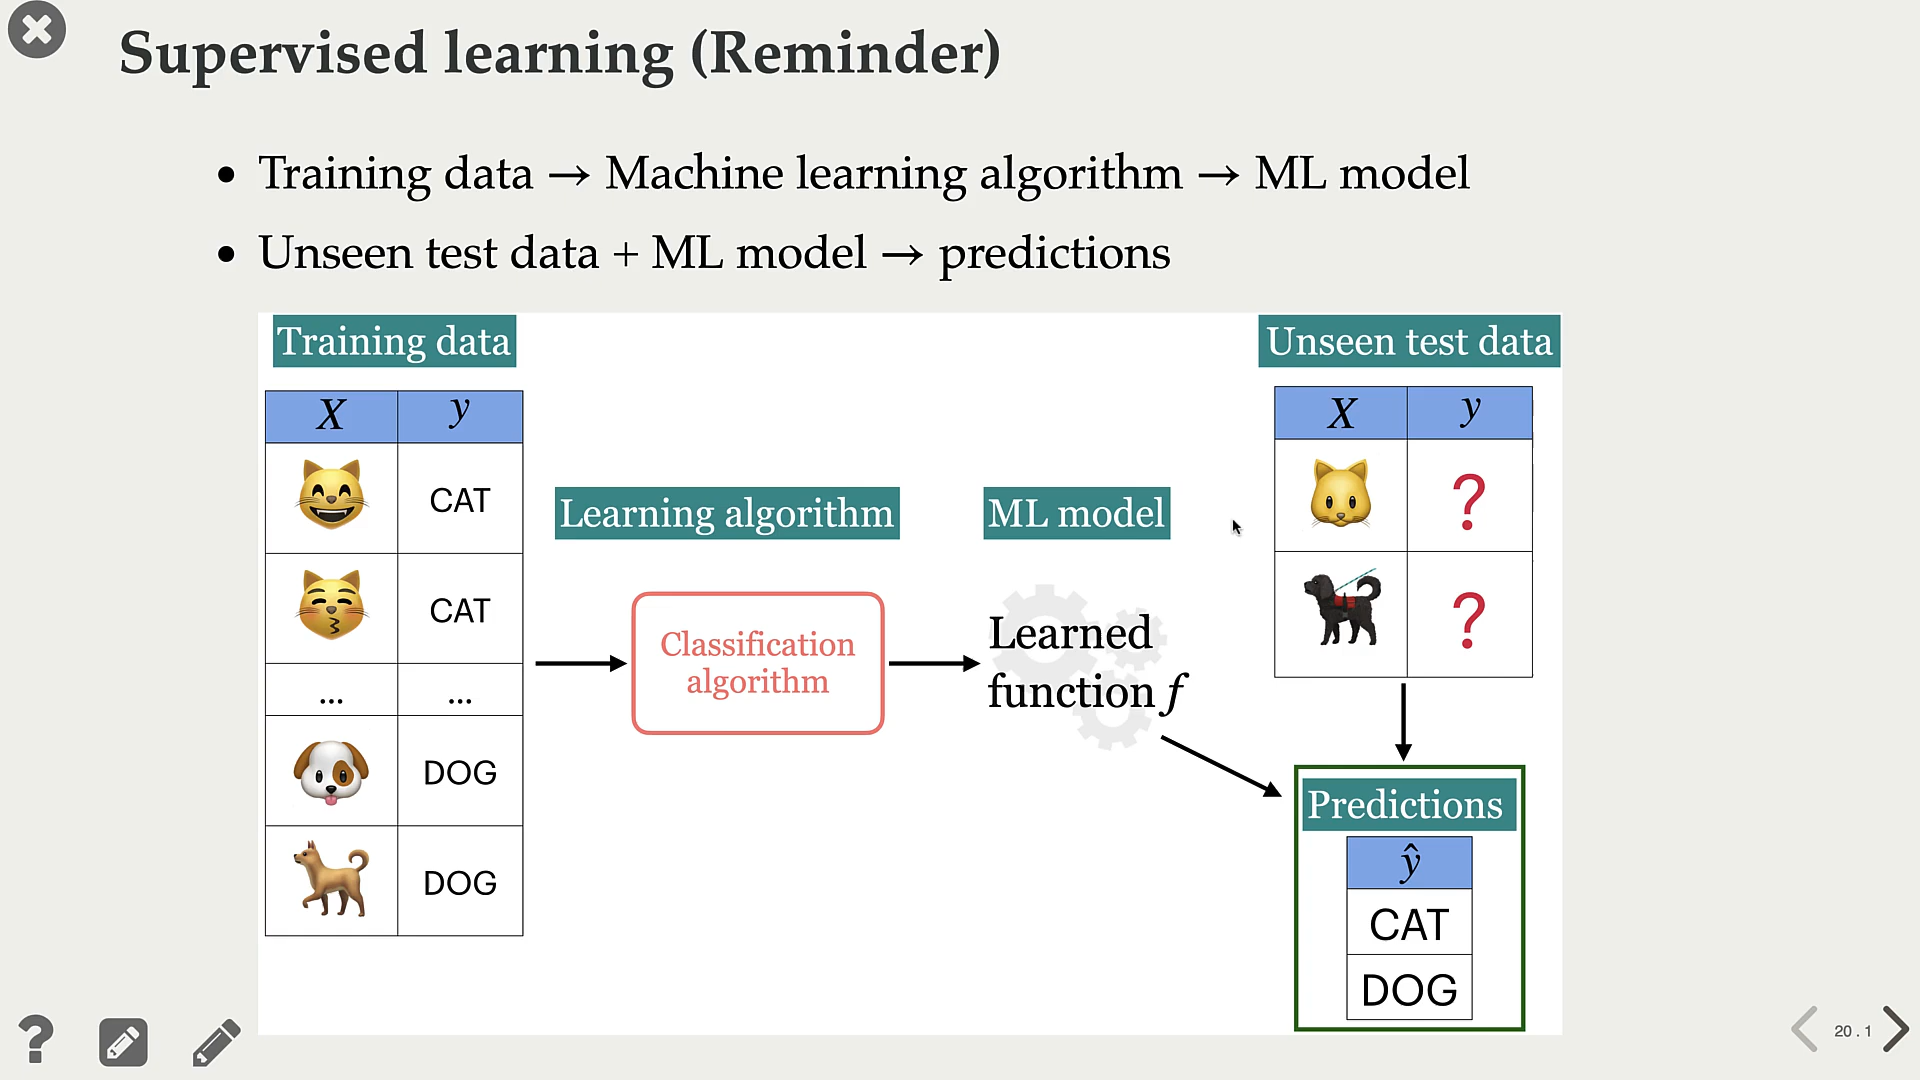 Supervised learning (Reminder)
• Training data → Machine learning algorithm → ML model
• Unseen test data + ML model → predictions
Training data
X y
CAT
CAT
... ...
DOG
DOG
Learning algorithm
Classification
algorithm
ML model
Learned
function f
Unseen test data
X y
?
?
Predictions
ŷ
CAT
DOG
?
20 . 1